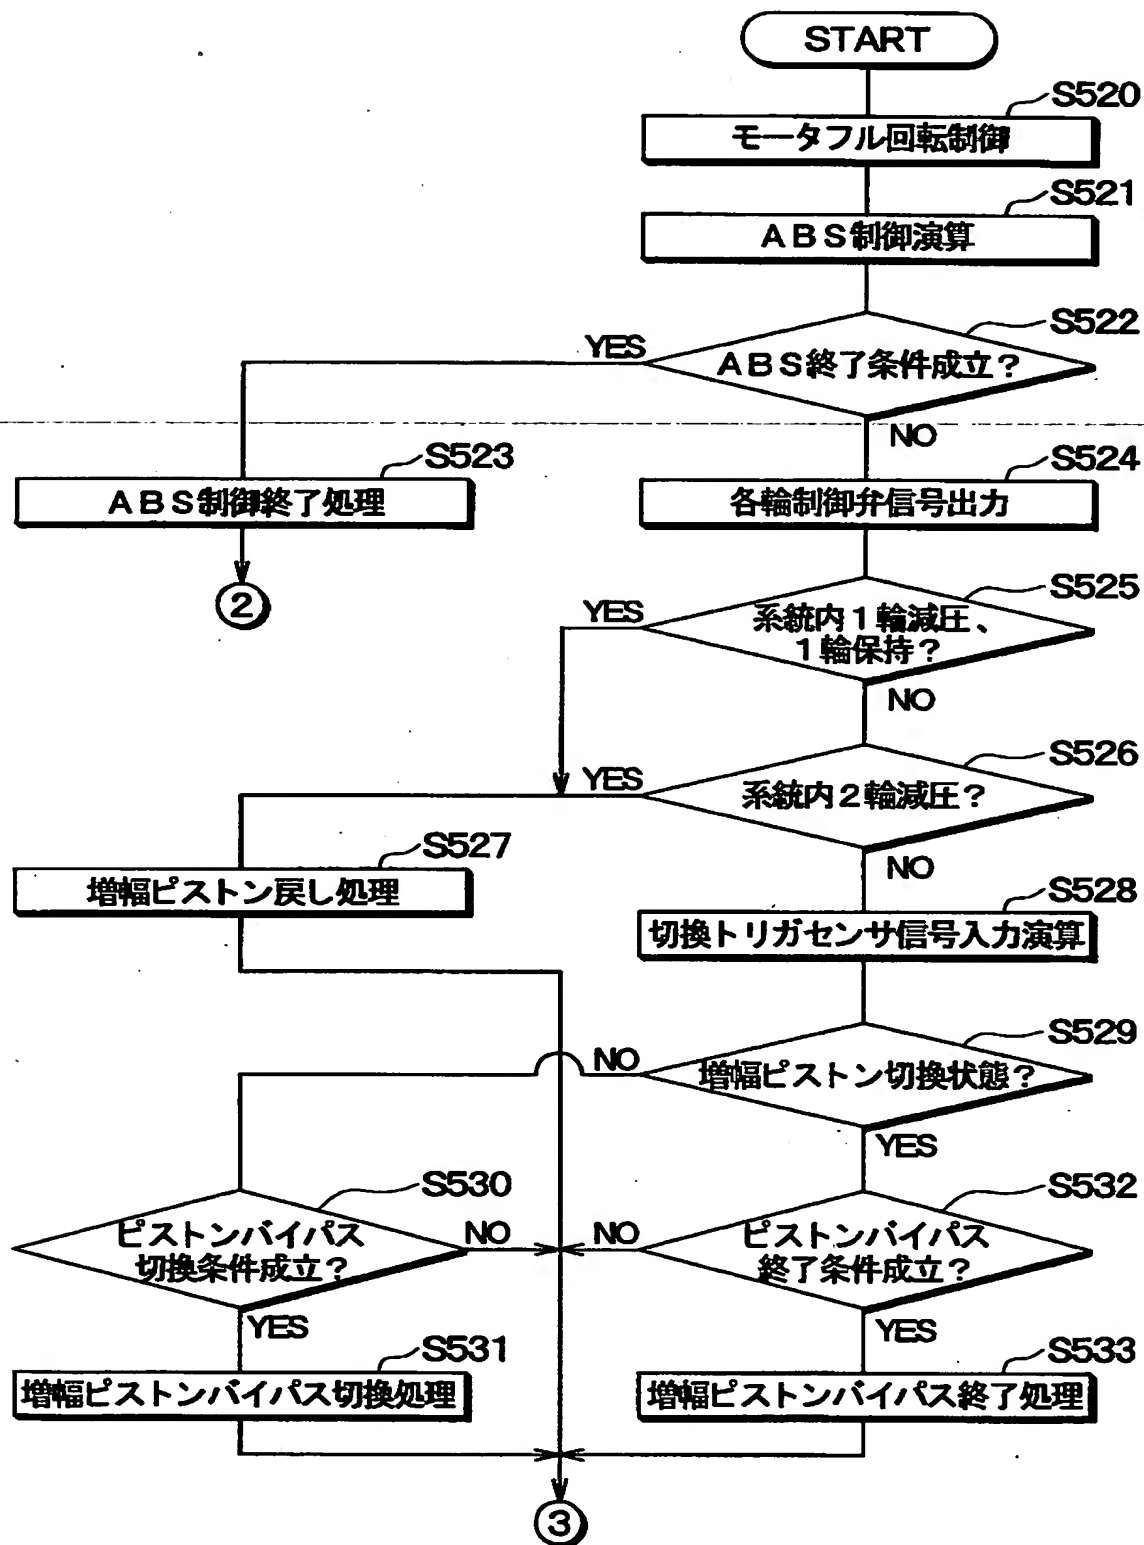 START
S520
モータフル回転制御
S521
ABS制御演算
S522
YES
ABS終了条件成立?
NO
S523
ABS制御終了処理
②
S524
各輪制御弁信号出力
S525
YES
系統内1輪減圧、
1輪保持?
NO
S526
YES
系統内2輪減圧?
NO
S527
増幅ピストン戻し処理
S528
切換トリガセンサ信号入力演算
S529
NO
増幅ピストン切換状態?
YES
S530
ピストンバイパス
切換条件成立?
NO
YES
S532
NO
ピストンバイパス
終了条件成立?
YES
S531
増幅ピストンバイパス切換処理
S533
増幅ピストンバイパス終了処理
③